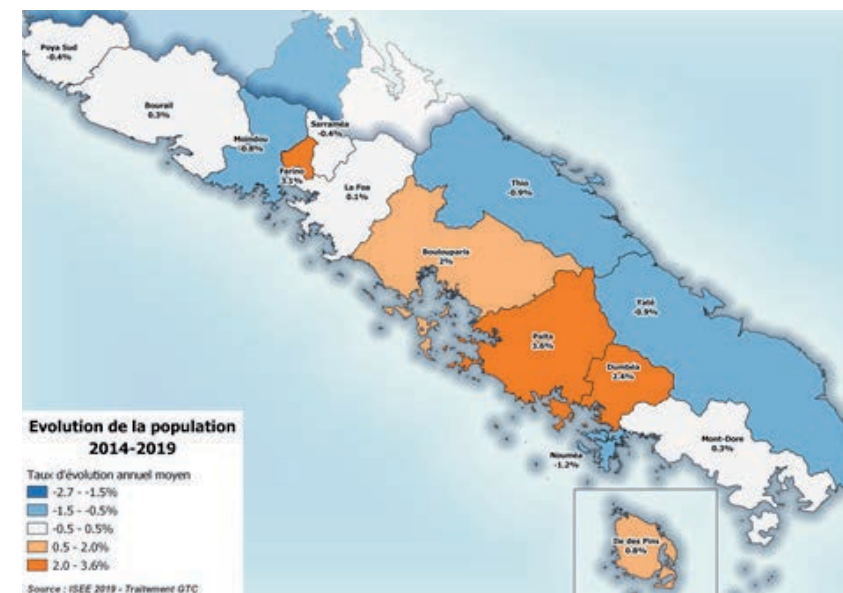 Poya Sud
-0.4%
Bourail
0.3%
Moindou
-0.8%
Sarraméa
-0.4%
Farino
3.1%
La Foa
0.1%
Thio
-0.9%
Boulouparis
2%
Yaté
-0.9%
Païta
3.6%
Dumbéa
2.4%
Mont-Dore
0.3%
Nouméa
-1.2%
Ile des Pins
0.8%
Evolution de la population
2014-2019
Taux d'évolution annuel moyen
-2.7 - -1.5%
-1.5 - -0.5%
-0.5 - 0.5%
0.5 - 2.0%
2.0 - 3.6%
Source : ISEE 2019 - Traitement GTC